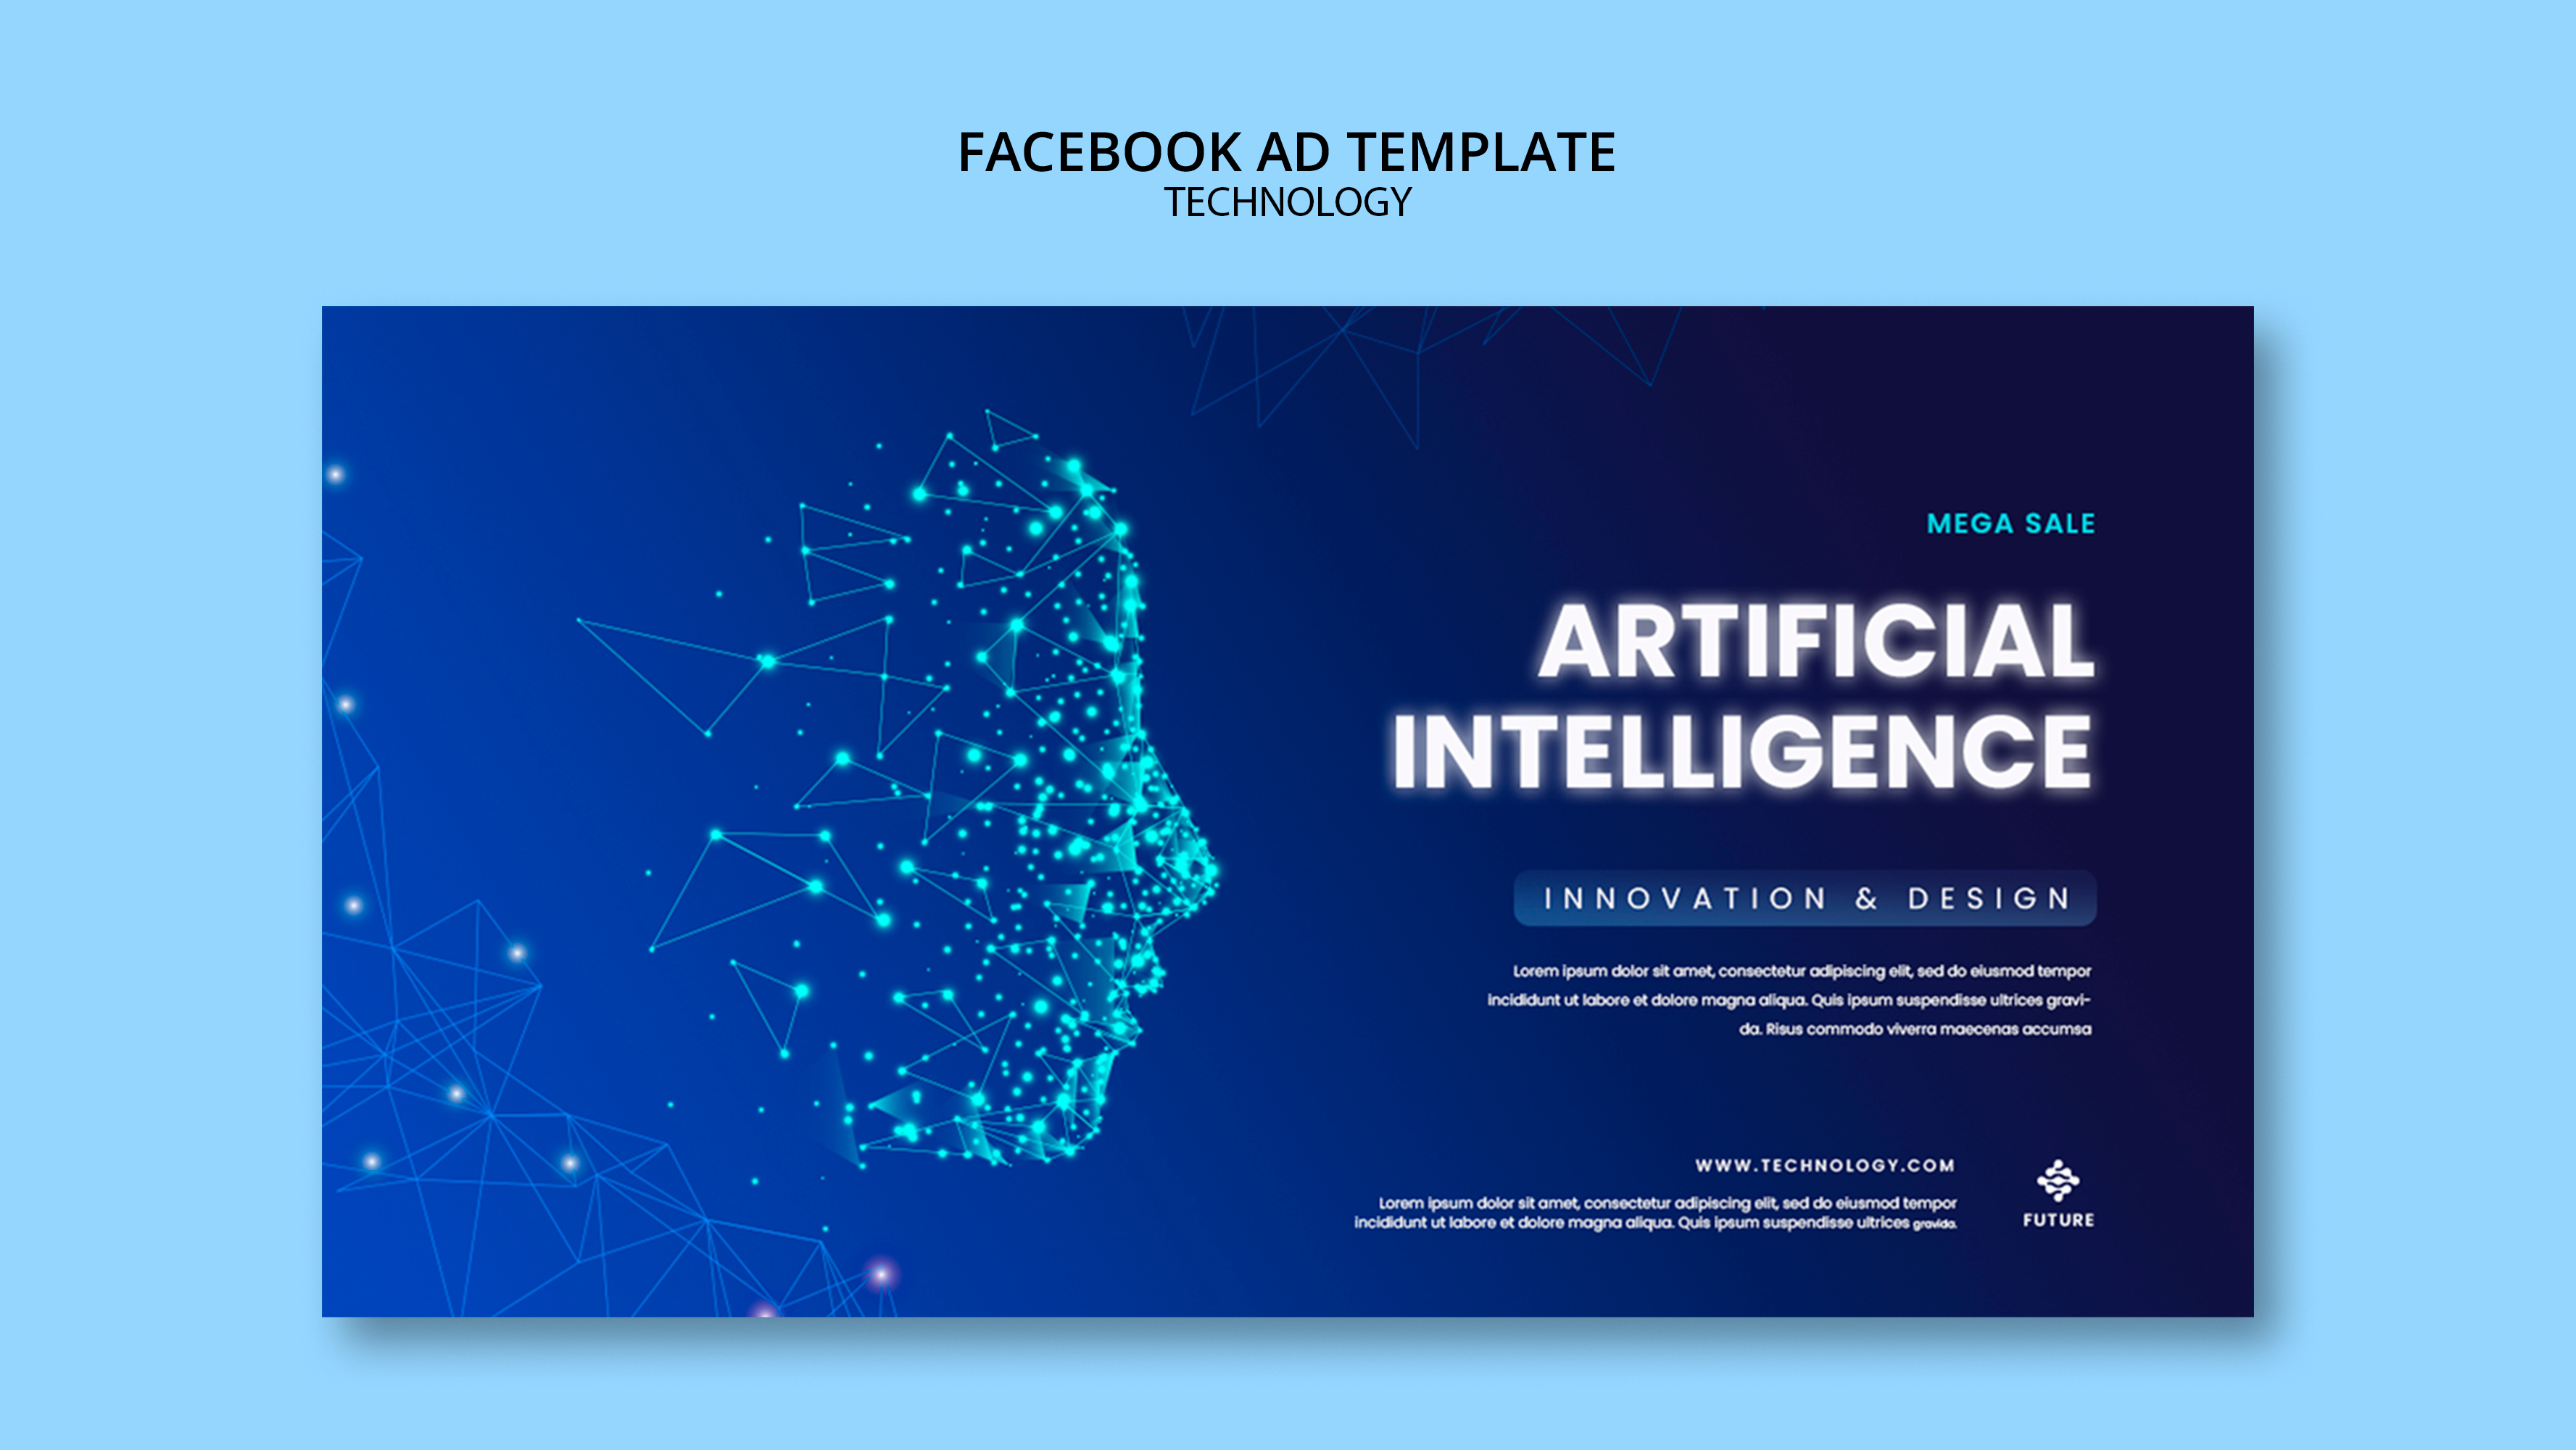 FACEBOOK AD TEMPLATE
TECHNOLOGY
MEGA SALE
ARTIFICIAL
INTELLIGENCE
INNOVATION & DESIGN
Lorem ipsum dolor sit amet, consectetur adipiscing elit, sed do eiusmod tempor
incididunt ut labore et dolore magna aliqua. Quis ipsum suspendisse ultrices gravi-
da. Risus commodo viverra maecenas accumsa
WWW.TECHNOLOGY.COM
Lorem ipsum dolor sit amet, consectetur adipiscing elit, sed do eiusmod tempor
incididunt ut labore et dolore magna aliqua. Quis ipsum suspendisse ultrices gravida.
FUTURE